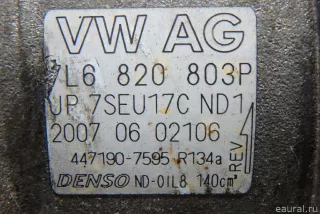 VW AG
7L6 820 803P
JP 7SEU17C ND1
2007 06 02106
447190-7595 R134a
REV
DENSO ND-OIL8 140cm³
eaural.ru